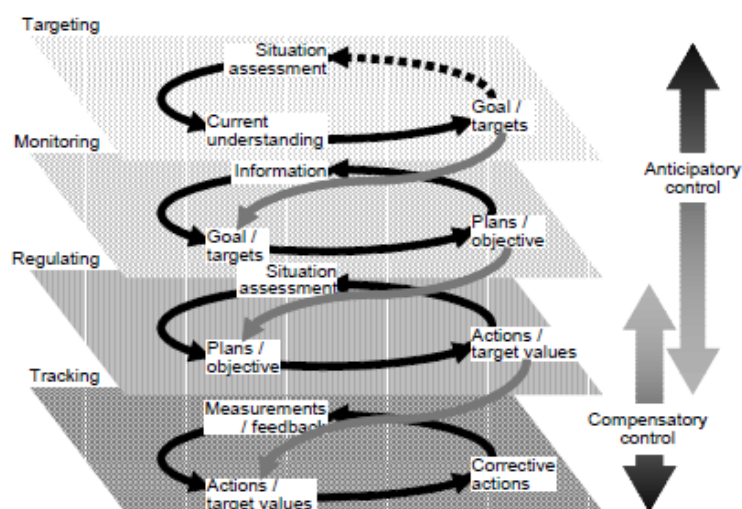 Targeting
Situation
assessment
Goal /
targets
Current
understanding
Monitoring
Information
Anticipatory
control
Goal /
targets
Plans /
objective
Regulating
Situation
assessment
Plans /
objective
Actions /
target values
Tracking
Measurements
/ feedback
Compensatory
control
Actions /
target values
Corrective
actions